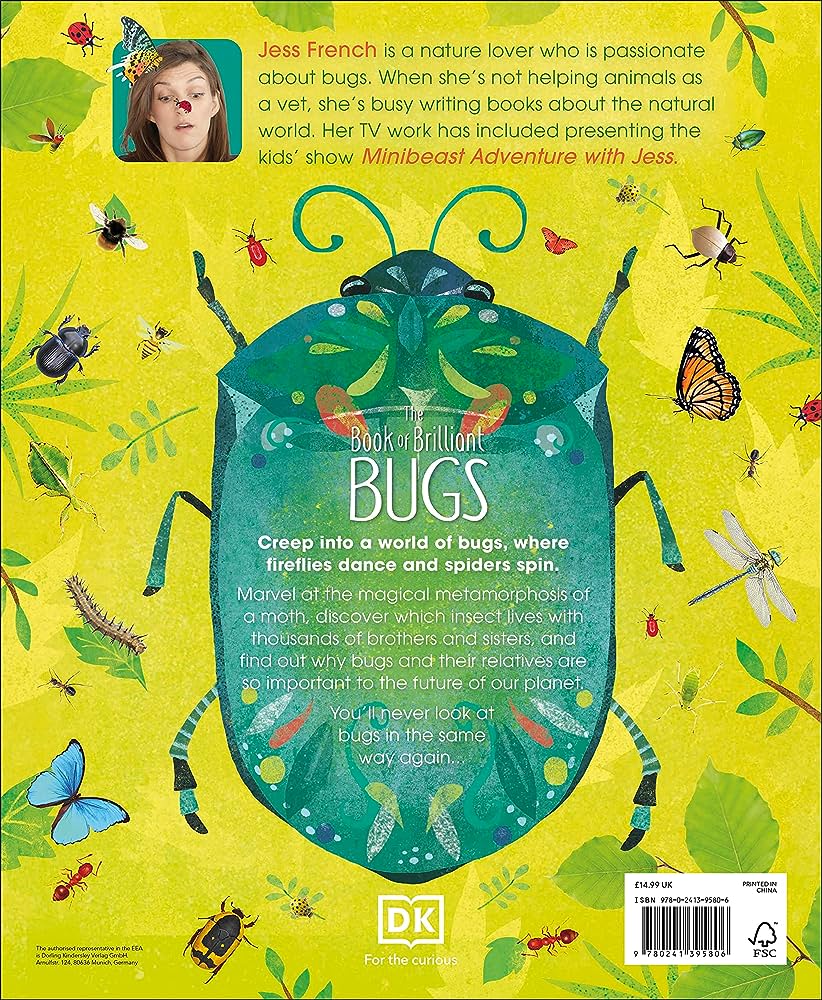 Jess French is a nature lover who is passionate
about bugs. When she's not helping animals as
a vet, she's busy writing books about the natural
world. Her TV work has included presenting the
kids' show Minibeast Adventure with Jess.
The
Book of Brilliant
BUGS
Creep into a world of bugs, where
fireflies dance and spiders spin.
Marvel at the magical metamorphosis of
a moth, discover which insect lives with
thousands of brothers and sisters, and
find out why bugs and their relatives are
so important to the future of our planet.
You'll never look at
bugs in the same
way again...
DK
For the curious
The authorised representative in the EEA
is Dorling Kindersley Verlag GmbH.
Arnulfstr. 124, 80636 Munich, Germany
£14.99 UK
PRINTED IN
CHINA
ISBN 978-0-2413-9580-6
9 780241 395806
FSC